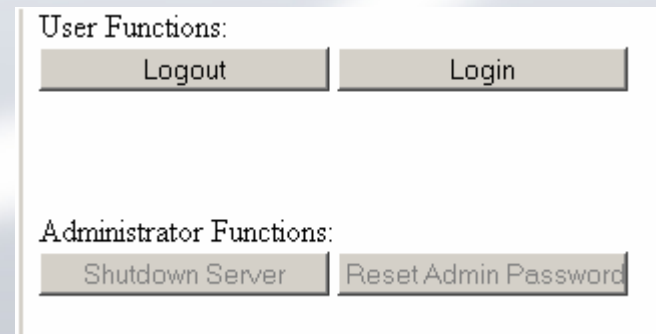 User Functions:
Logout Login
Administrator Functions:
Shutdown Server Reset Admin Password